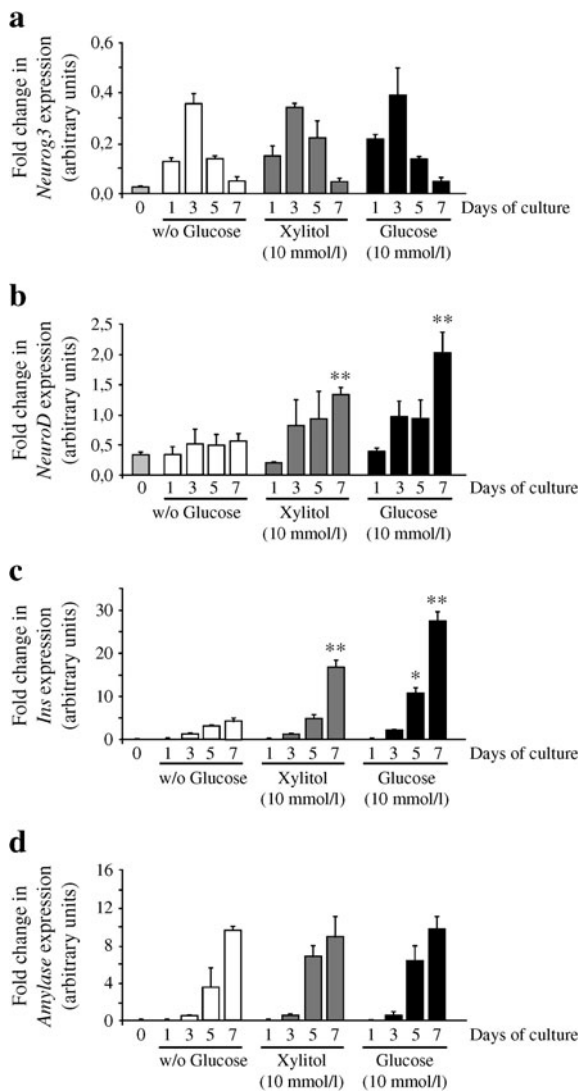 a
Fold change in
Neurog3 expression
(arbitrary units)
0,6
0,4
0,2
0,0
0 1 3 5 7 1 3 5 7 1 3 5 7 Days of culture
w/o Glucose Xylitol Glucose
(10 mmol/l) (10 mmol/l)
b
Fold change in
NeuroD expression
(arbitrary units)
2,5
2,0
1,5
1,0
0,5
0,0
** **
0 1 3 5 7 1 3 5 7 1 3 5 7 Days of culture
w/o Glucose Xylitol Glucose
(10 mmol/l) (10 mmol/l)
c
Fold change in
Ins expression
(arbitrary units)
30
20
10
0
** * **
0 1 3 5 7 1 3 5 7 1 3 5 7 Days of culture
w/o Glucose Xylitol Glucose
(10 mmol/l) (10 mmol/l)
d
Fold change in
Amylase expression
(arbitrary units)
16
12
8
4
0
0 1 3 5 7 1 3 5 7 1 3 5 7 Days of culture
w/o Glucose Xylitol Glucose
(10 mmol/l) (10 mmol/l)